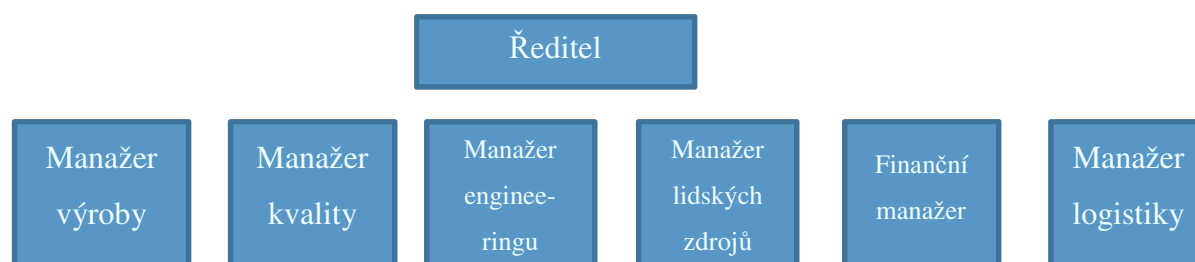 Ředitel
Manažer
výroby
Manažer
kvality
Manažer
enginee-
ringu
Manažer
lidských
zdrojů
Finanční
manažer
Manažer
logistiky